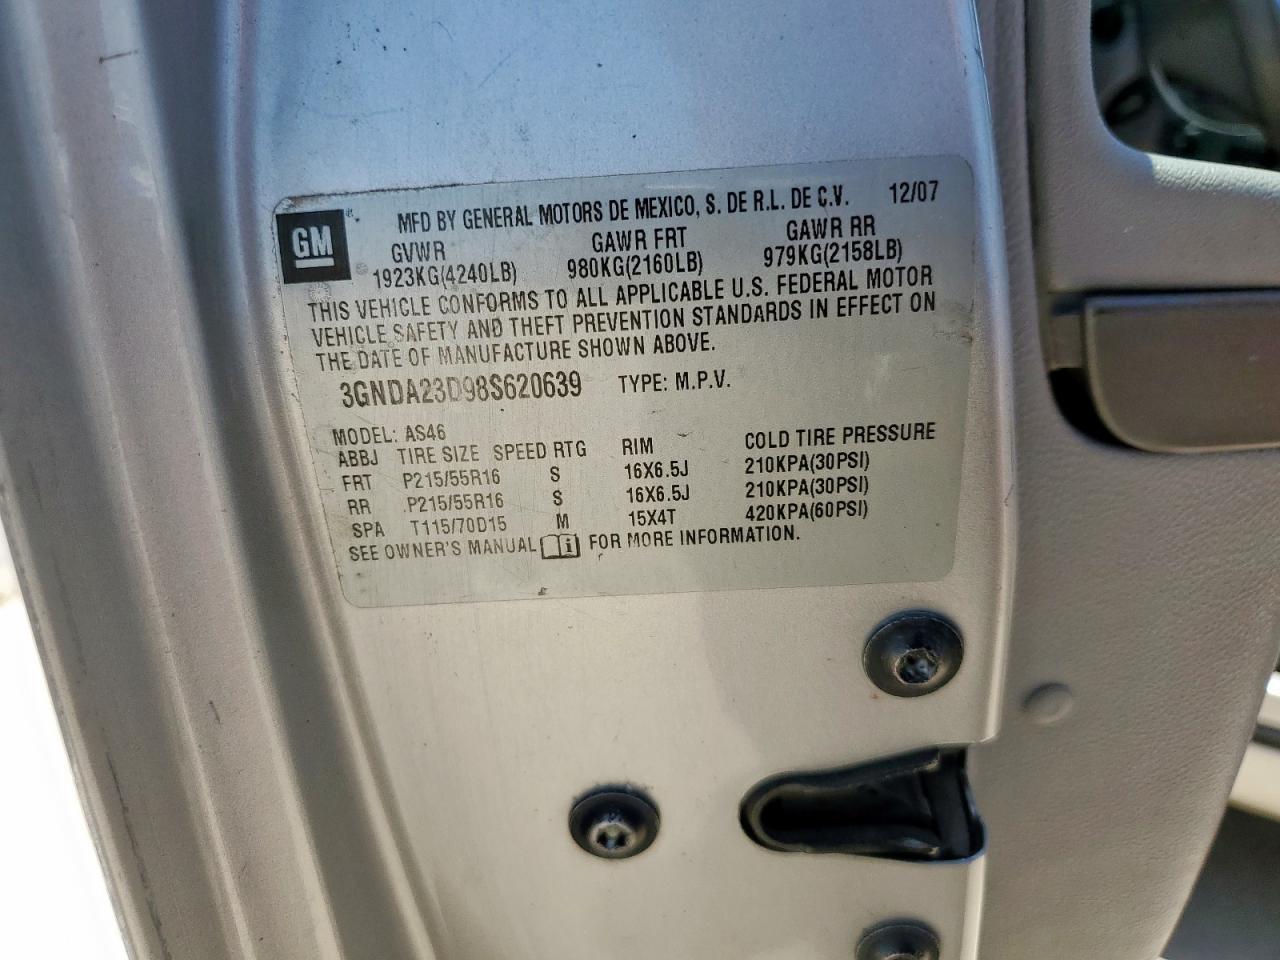 GM
MFD BY GENERAL MOTORS DE MEXICO, S. DE R.L. DE C.V. 12/07
GVWR GAWR FRT GAWR RR
1923KG(4240LB) 980KG(2160LB) 979KG(2158LB)
THIS VEHICLE CONFORMS TO ALL APPLICABLE U.S. FEDERAL MOTOR
VEHICLE SAFETY AND THEFT PREVENTION STANDARDS IN EFFECT ON
THE DATE OF MANUFACTURE SHOWN ABOVE.
3GNDA23D98S620639 TYPE: M.P.V.
MODEL: AS46
ABBJ TIRE SIZE SPEED RTG RIM COLD TIRE PRESSURE
FRT P215/55R16 S 16X6.5J 210KPA(30PSI)
RR P215/55R16 S 16X6.5J 210KPA(30PSI)
SPA T115/70D15 M 15X4T 420KPA(60PSI)
SEE OWNER'S MANUAL FOR MORE INFORMATION.